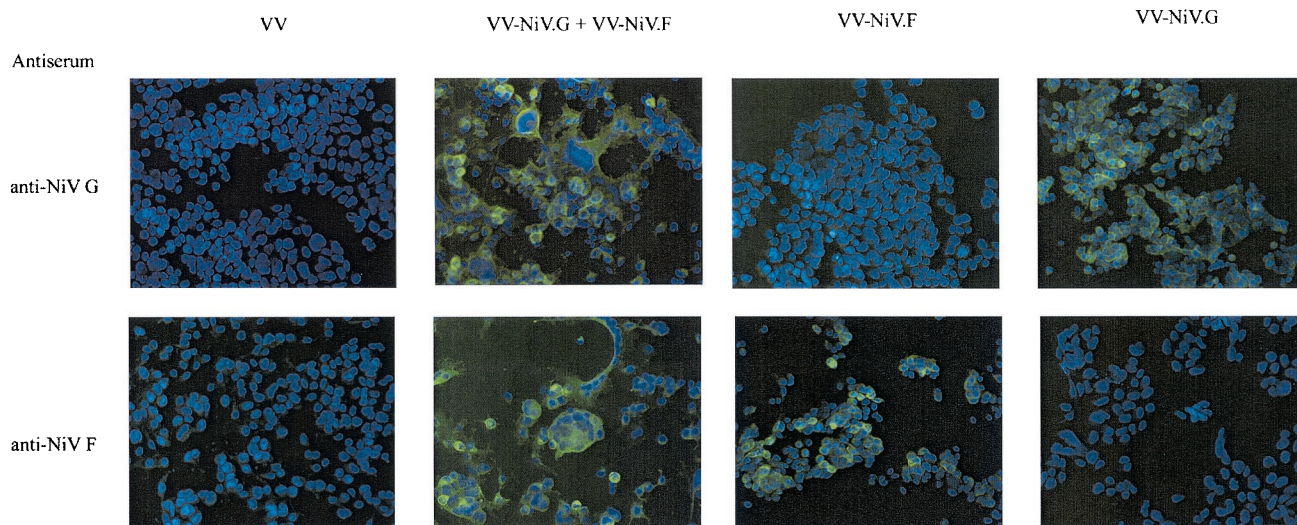 VV VV-NiV.G + VV-NiV.F VV-NiV.F VV-NiV.G
Antiserum
anti-NiV G
anti-NiV F